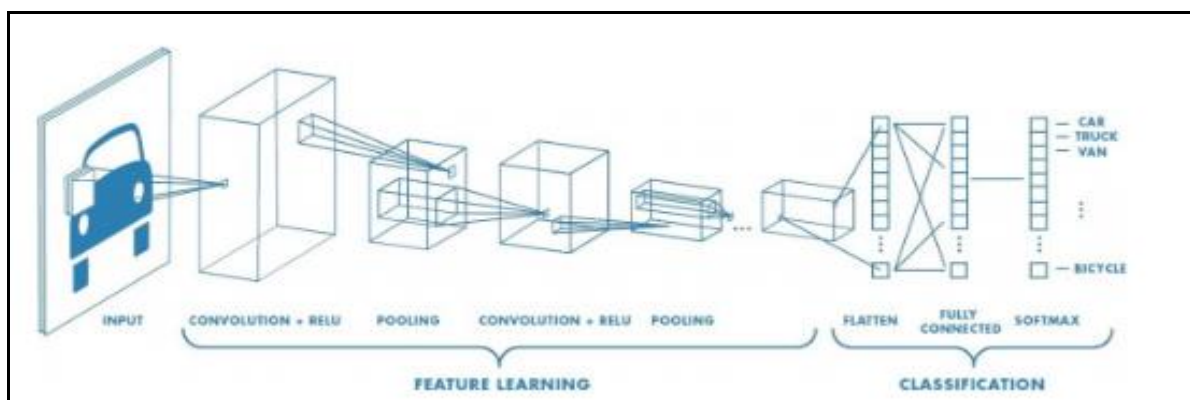 CAR
TRUCK
VAN
BICYCLE
INPUT
CONVOLUTION + RELU
POOLING
CONVOLUTION + RELU
POOLING
FLATTEN
FULLY
CONNECTED
SOFTMAX
FEATURE LEARNING
CLASSIFICATION